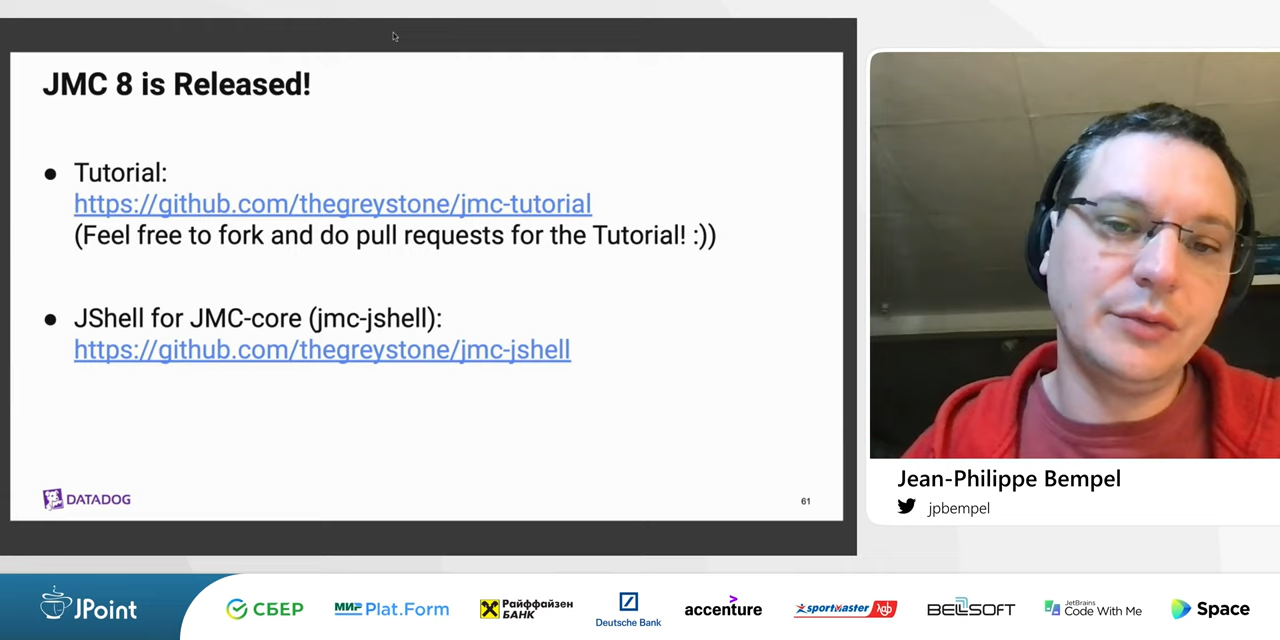 JMC 8 is Released!
● Tutorial:
https://github.com/thegreystone/jmc-tutorial
(Feel free to fork and do pull requests for the Tutorial! :))
● JShell for JMC-core (jmc-jshell):
https://github.com/thegreystone/jmc-jshell
DATADOG
61
Jean-Philippe Bempel
jpbempel
JPoint
СБЕР
МИР Plat.Form
Райффайзен
БАНК
Deutsche Bank
accenture
sportmaster lab
BELLSOFT
JetBrains
Code With Me
Space